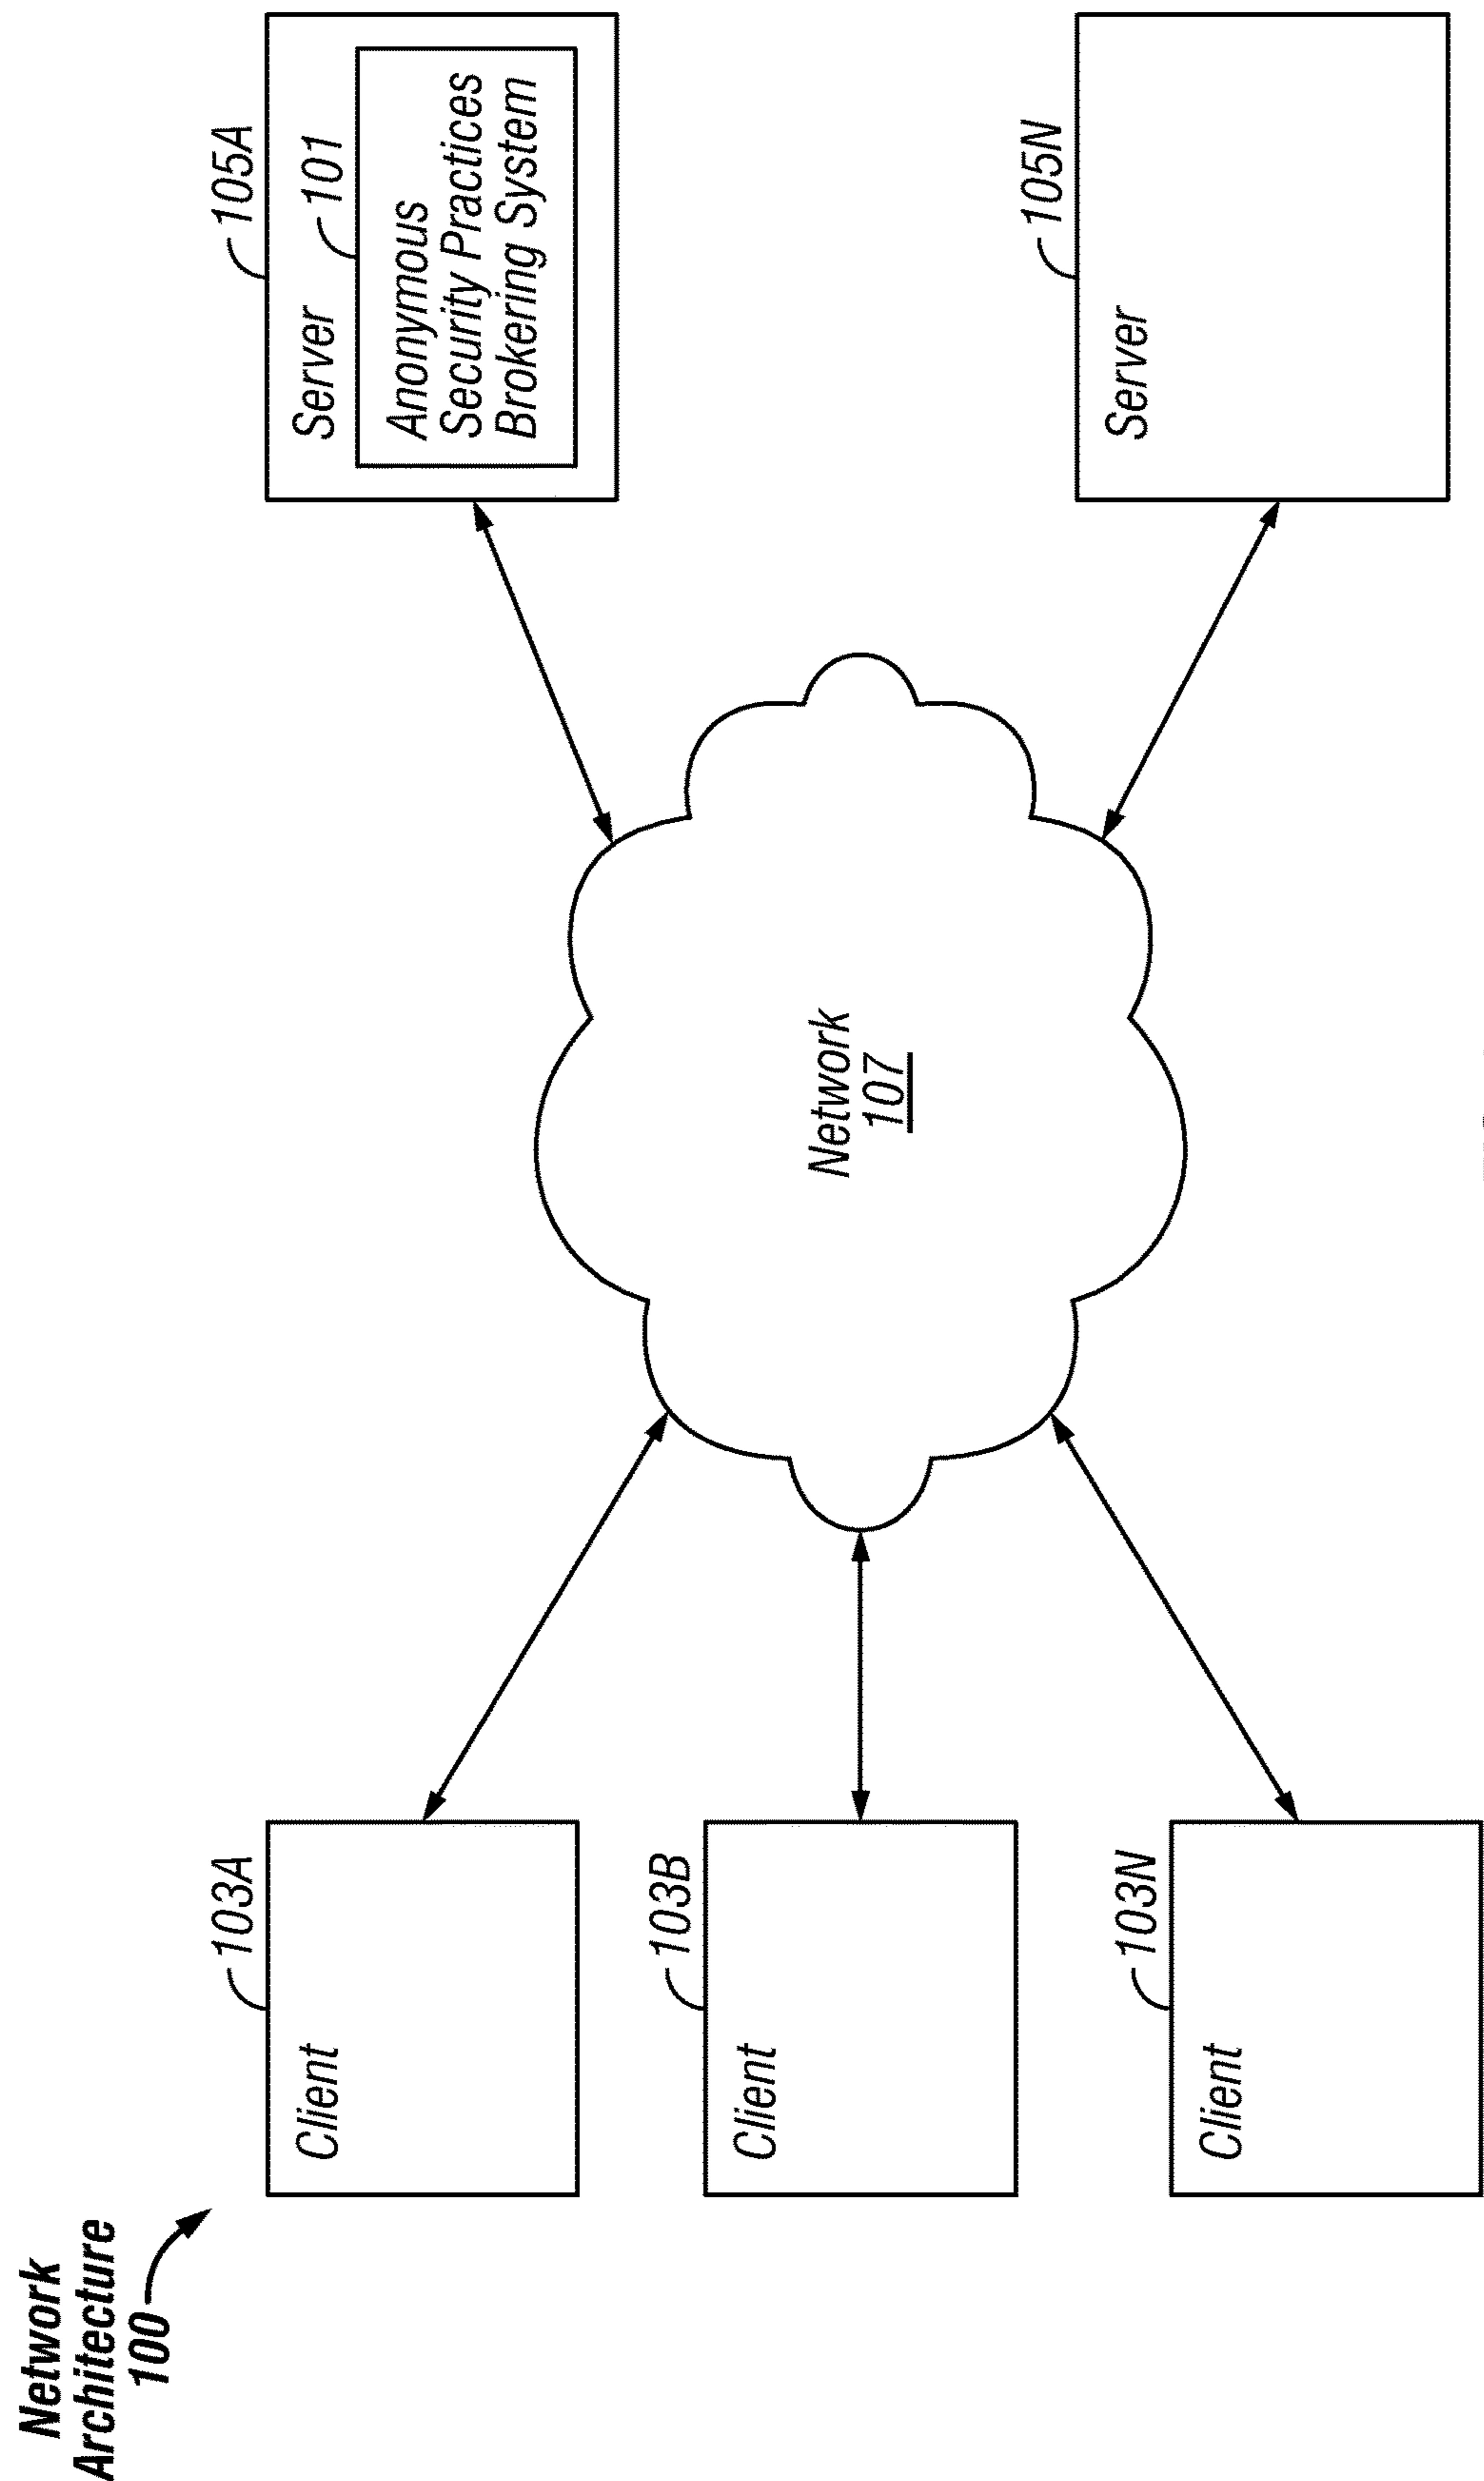 Network
Architecture
100
103A
Client
103B
Client
103N
Client
Network
107
105A
Server
101
Anonymous
Security Practices
Brokering System
105N
Server